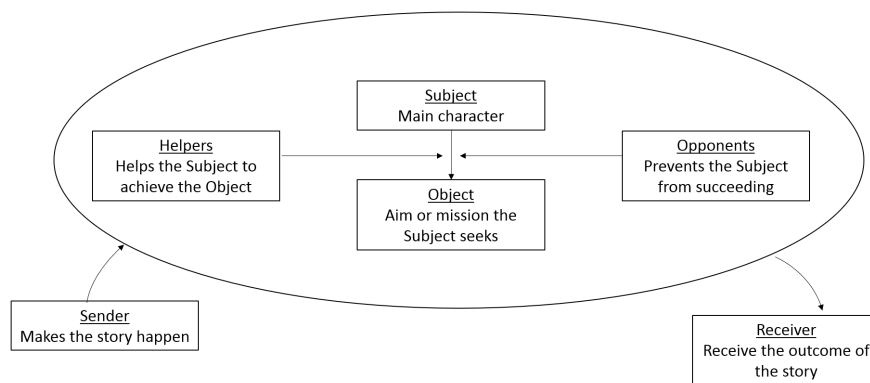 Subject
Main character
Helpers
Helps the Subject to
achieve the Object
Opponents
Prevents the Subject
from succeeding
Object
Aim or mission the
Subject seeks
Sender
Makes the story happen
Receiver
Receive the outcome of
the story